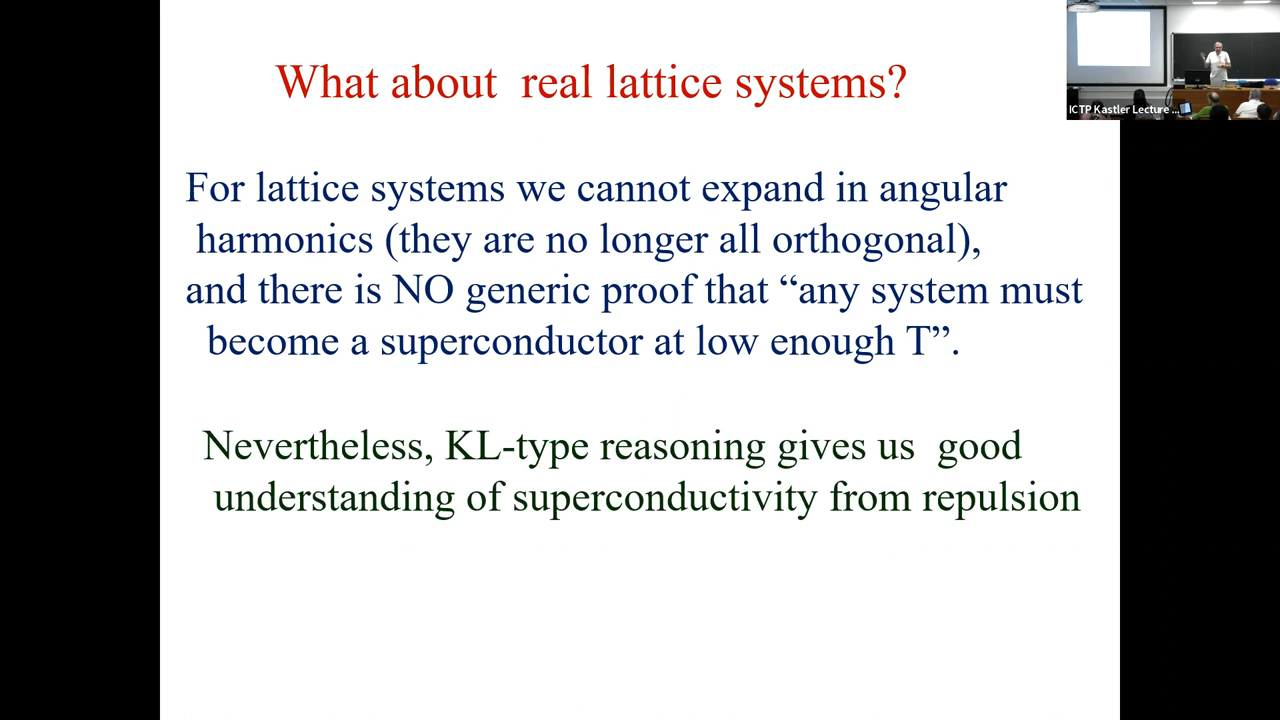 What about real lattice systems?
ICTP Kastler Lecture ...
For lattice systems we cannot expand in angular
harmonics (they are no longer all orthogonal),
and there is NO generic proof that “any system must
become a superconductor at low enough T”.
Nevertheless, KL-type reasoning gives us good
understanding of superconductivity from repulsion